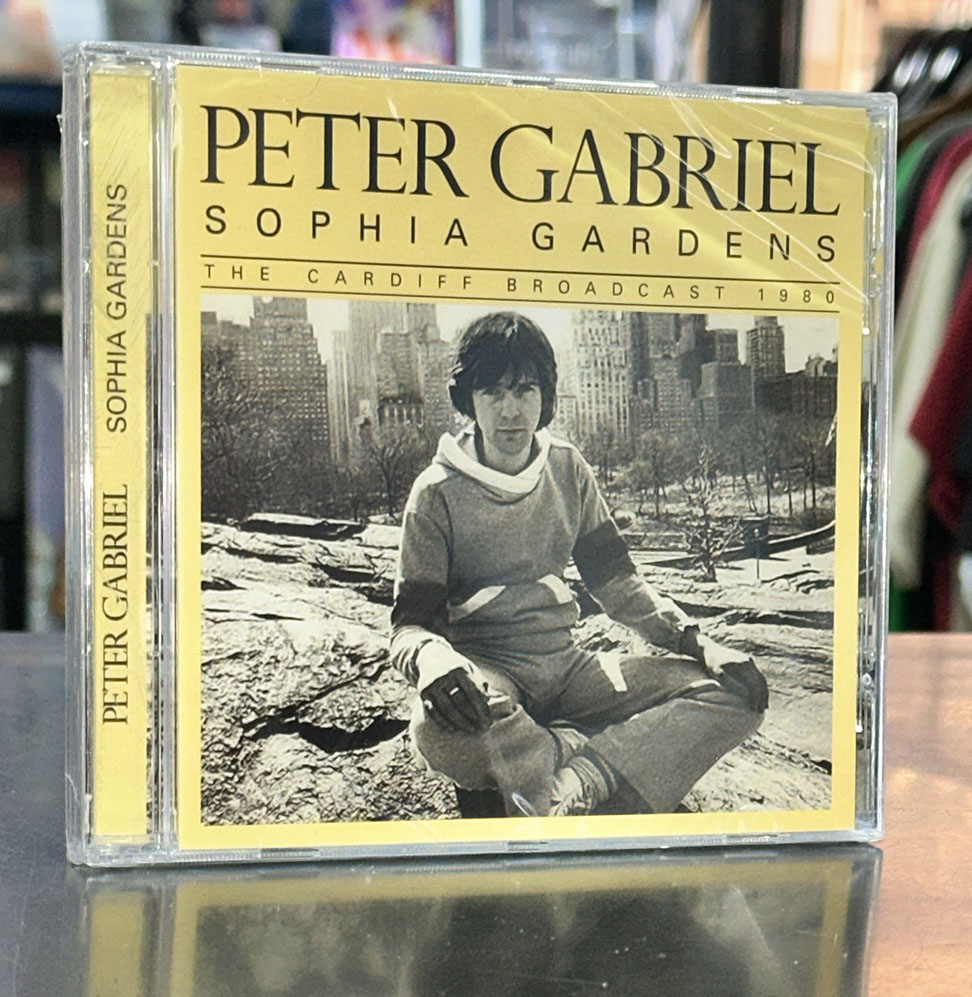 PETER GABRIEL
SOPHIA GARDENS
THE CARDIFF BROADCAST 1980
PETER GABRIEL SOPHIA GARDENS